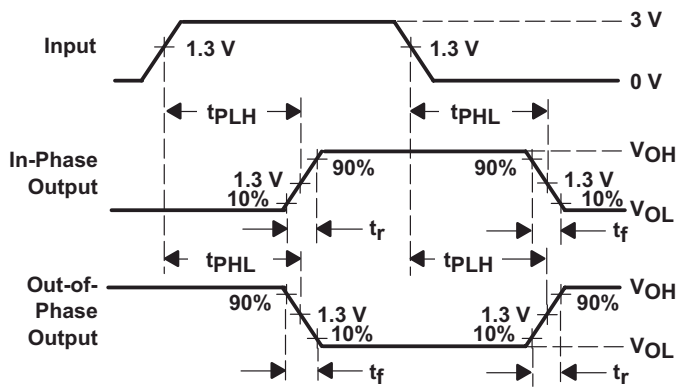 3 V
Input
1.3 V
1.3 V
0 V
tPLH
tPHL
In-Phase
Output
VOH
90%
90%
1.3 V
1.3 V
10%
10%
VOL
tr
tf
tPHL
tPLH
Out-of-
Phase
Output
VOH
90%
90%
1.3 V
1.3 V
10%
10%
VOL
tf
tr